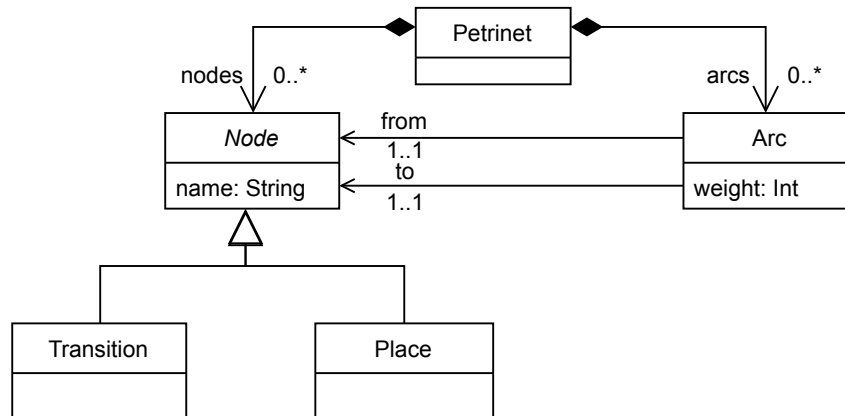 Petrinet
nodes 0..* arcs 0..*
Node from Arc
1..1
name: String to weight: Int
1..1
Transition Place